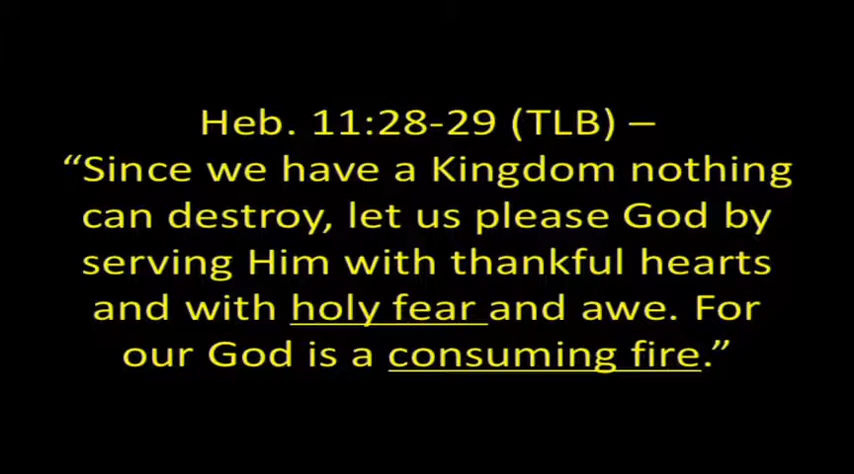 Heb. 11:28-29 (TLB) –
“Since we have a Kingdom nothing
can destroy, let us please God by
serving Him with thankful hearts
and with holy fear and awe. For
our God is a consuming fire.”